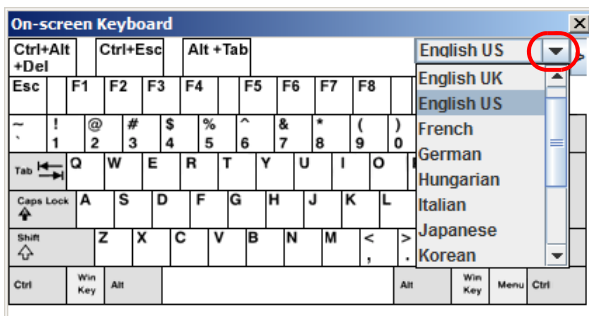 On-screen Keyboard
Ctrl+Alt +Del Ctrl+Esc Alt +Tab English US >
Esc F1 F2 F3 F4 F5 F6 F7 F8
~ ` ! 1 @ 2 # 3 $ 4 % 5 ^ 6 & 7 * 8 ( 9 ) 0
Tab Q W E R T Y U I O
Caps Lock A S D F G H J K L
Shift Z X C V B N M < , > .
Ctrl Win Key Alt Alt Win Key Menu Ctrl
English UK
English US
French
German
Hungarian
Italian
Japanese
Korean